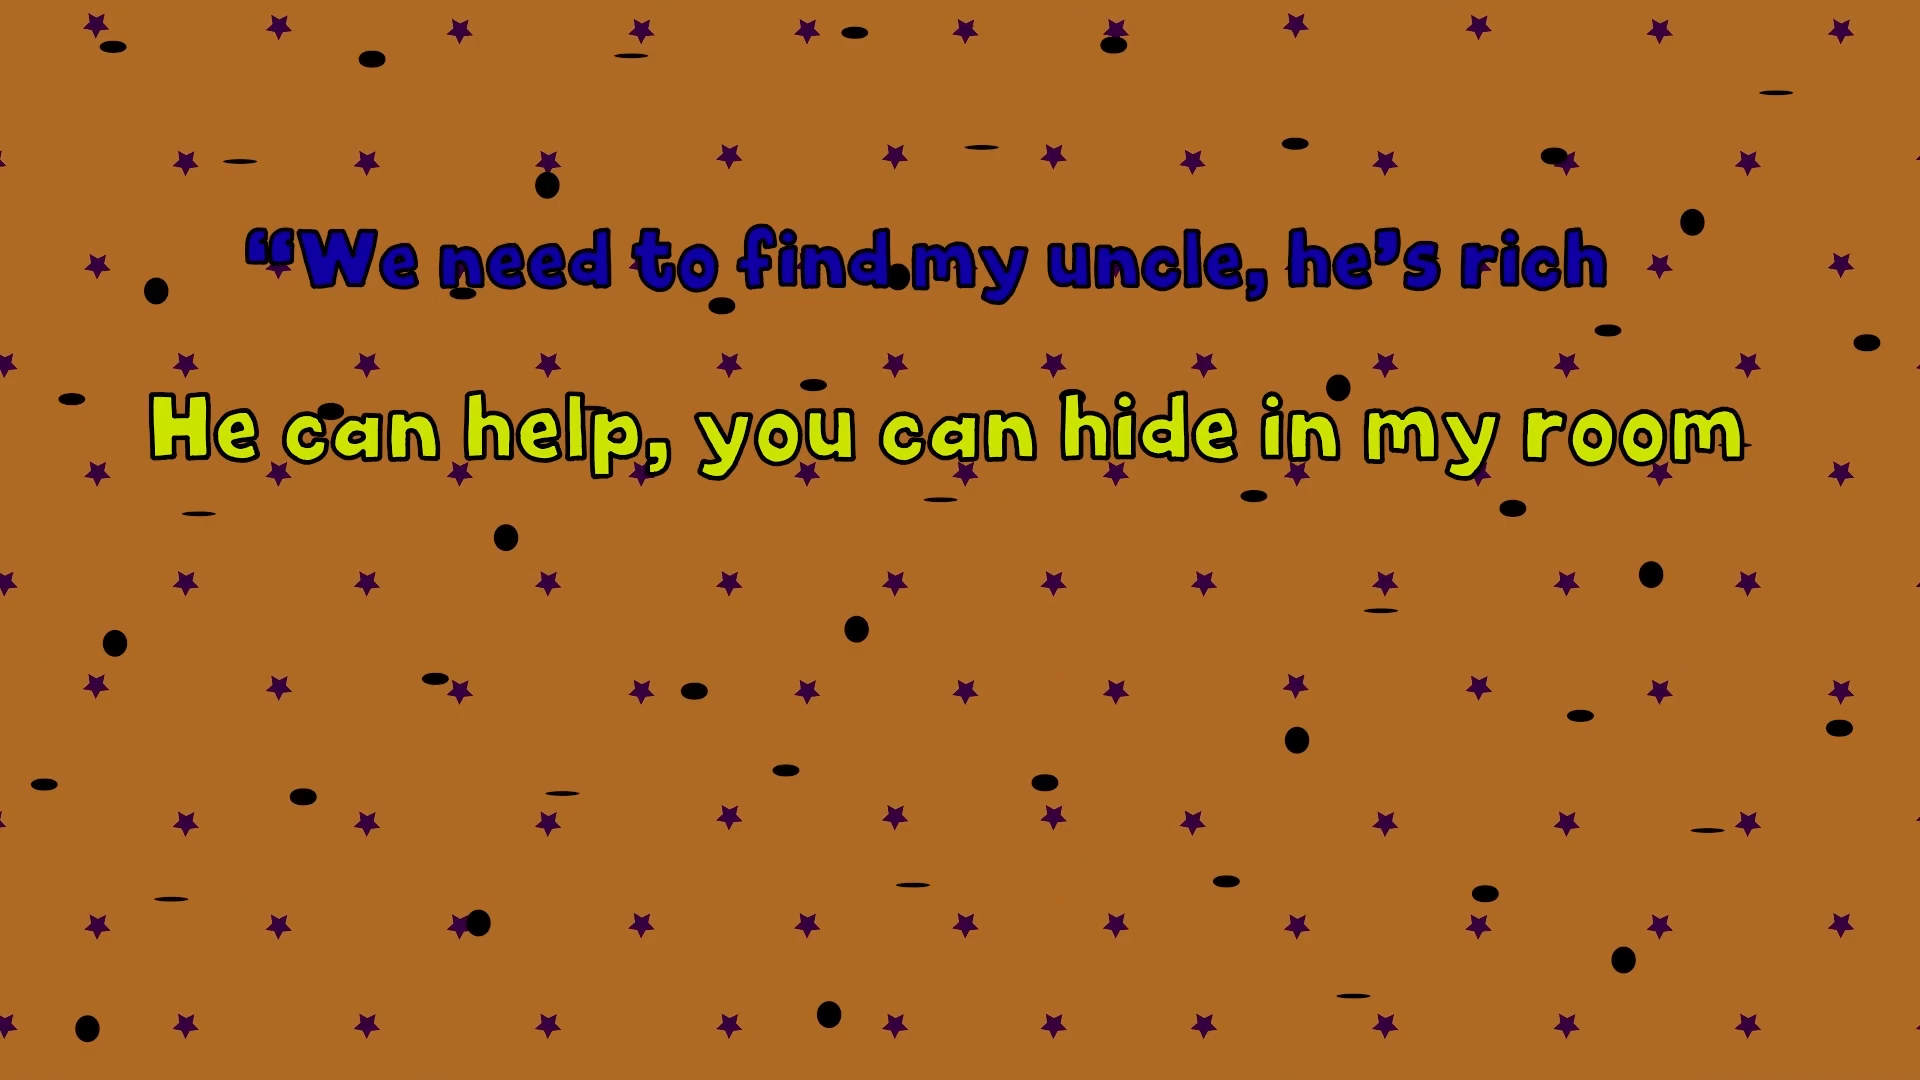 “We need to find my uncle, he’s rich
He can help, you can hide in my room